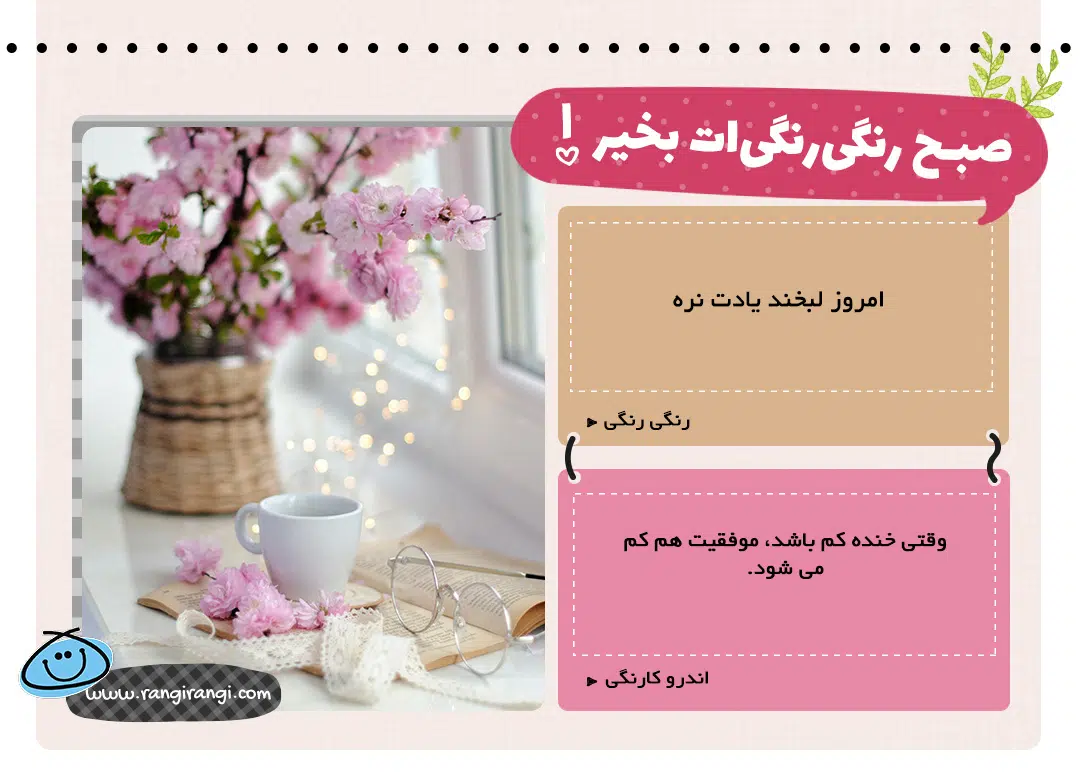 صبح رنگی‌رنگی‌ات بخیر !
امروز لبخند یادت نره
رنگی رنگی
وقتی خنده کم باشد، موفقیت هم کم
می شود.
اندرو کارنگی
www.rangirangi.com